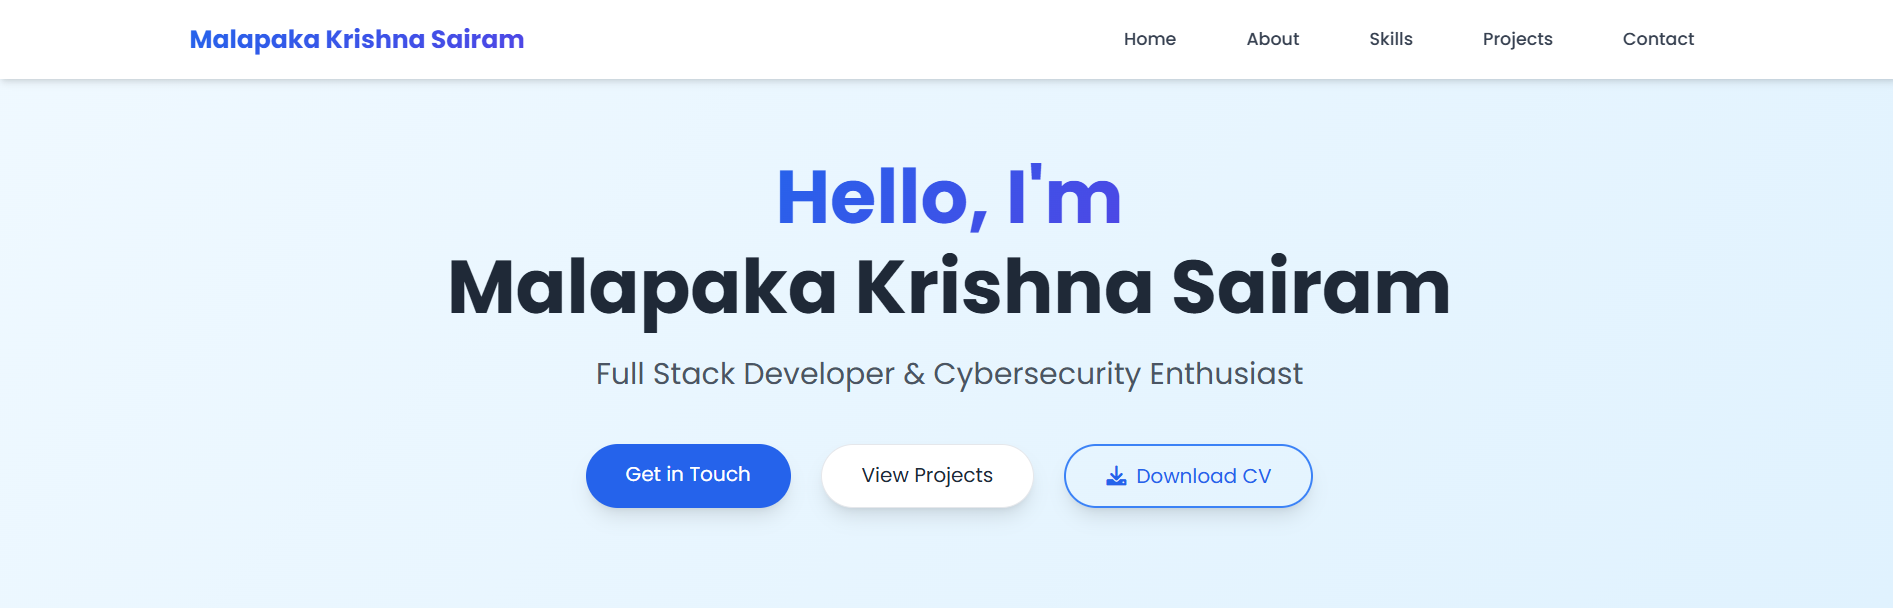 Malapaka Krishna Sairam
Home About Skills Projects Contact
Hello, I'm
Malapaka Krishna Sairam
Full Stack Developer & Cybersecurity Enthusiast
Get in Touch
View Projects
Download CV